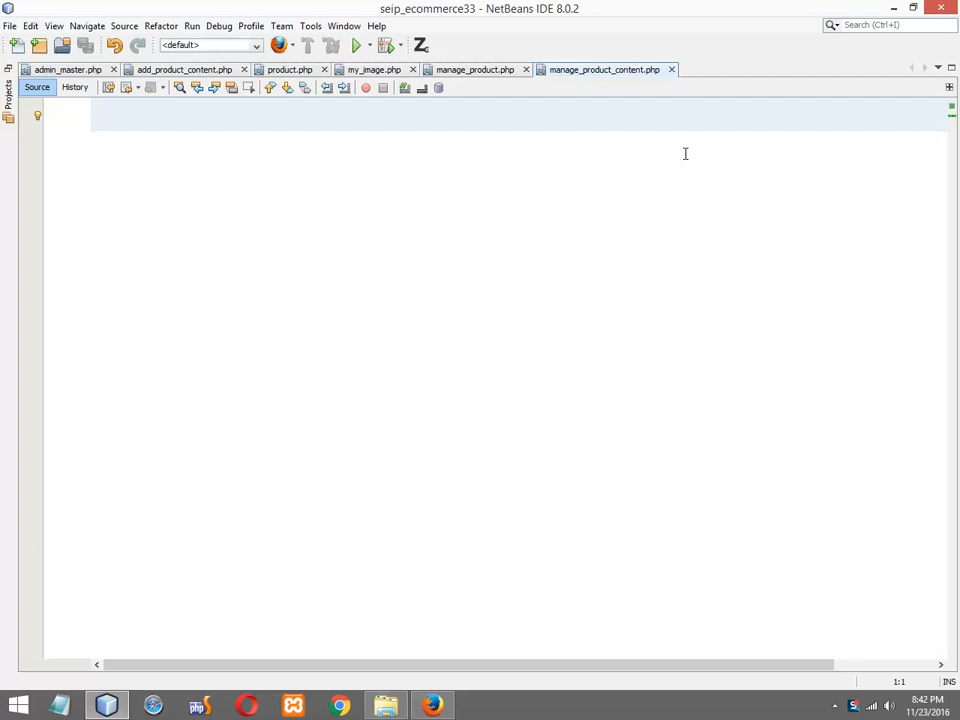 seip_ecommerce33 - NetBeans IDE 8.0.2
File Edit View Navigate Source Refactor Run Debug Profile Team Tools Window Help
Search (Ctrl+I)
<default>
admin_master.php add_product_content.php product.php my_image.php manage_product.php manage_product_content.php
Projects
Source History
1:1 INS
php
8:42 PM
11/23/2016